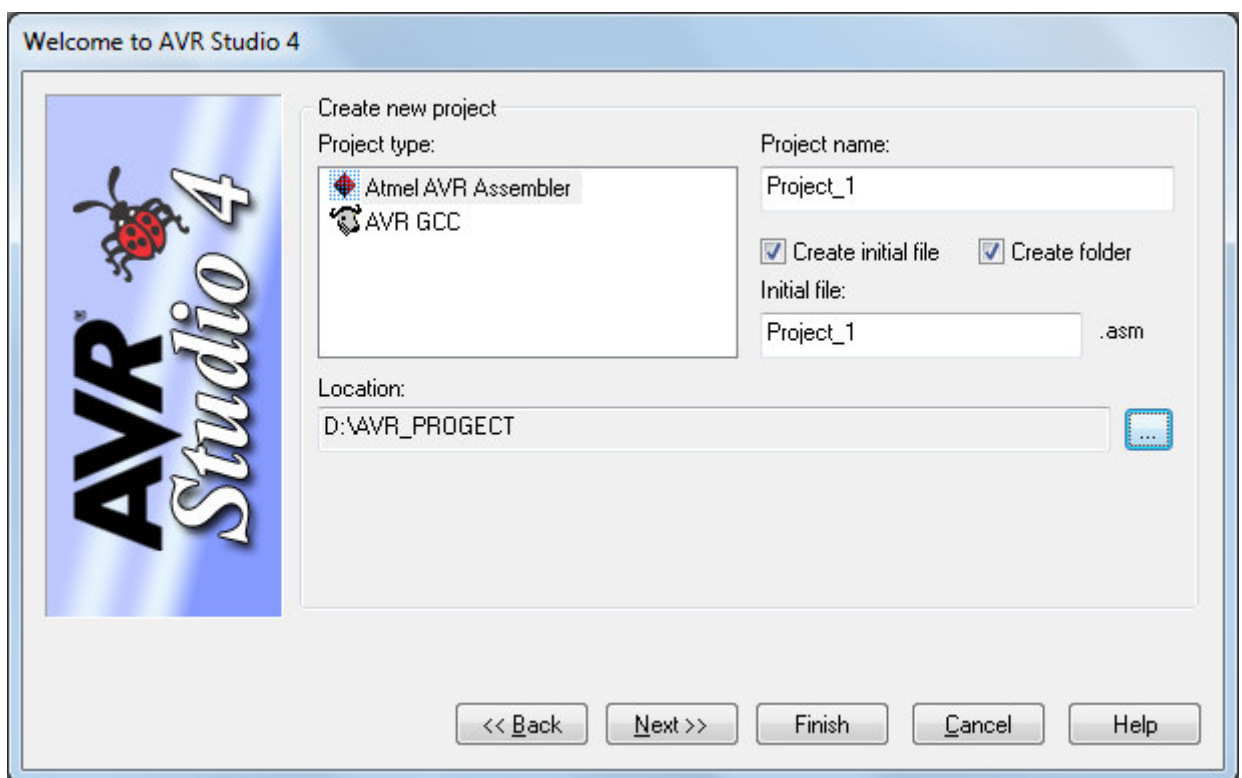 Welcome to AVR Studio 4
AVR®
Studio 4
Create new project
Project type:
Atmel AVR Assembler
AVR GCC
Project name:
Project_1
Create initial file
Create folder
Initial file:
Project_1 .asm
Location:
D:\AVR_PROGECT
...
<< Back Next >> Finish Cancel Help